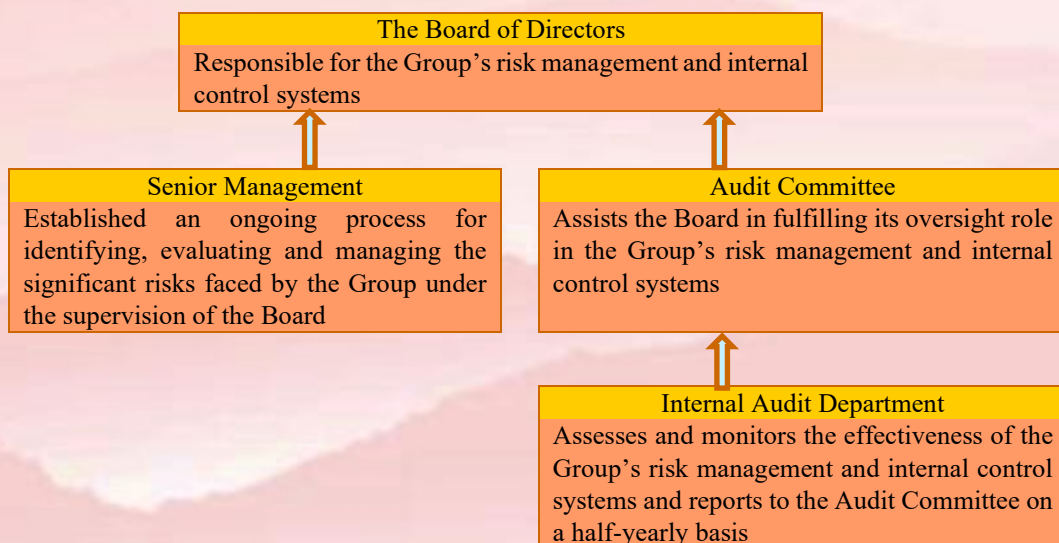 The Board of Directors
Responsible for the Group’s risk management and internal
control systems
Senior Management
Established an ongoing process for
identifying, evaluating and managing the
significant risks faced by the Group under
the supervision of the Board
Audit Committee
Assists the Board in fulfilling its oversight role
in the Group’s risk management and internal
control systems
Internal Audit Department
Assesses and monitors the effectiveness of the
Group’s risk management and internal control
systems and reports to the Audit Committee on
a half-yearly basis